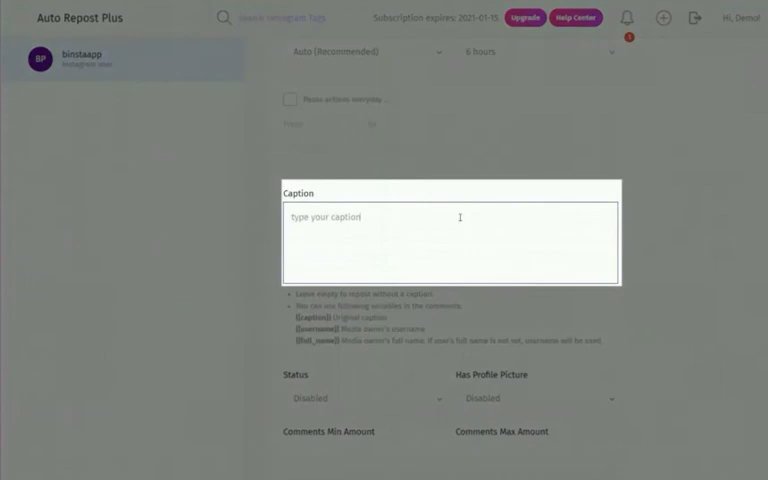 Auto Repost Plus
Search Instagram Tags
Subscription expires: 2021-01-15
Upgrade
Help Center
Hi, Demo!
BP
binstaapp
Auto (Recommended)
6 hours
Pause actions everyday ...
Caption
type your caption
Leave empty to repost without a caption.
You can use following variables in the comments:
{{caption}} Original caption
{{username}} Media owner's username
{{full_name}} Media owner's full name. If user's full name is not set, username will be used
Status
Has Profile Picture
Disabled
Disabled
Comments Min Amount
Comments Max Amount